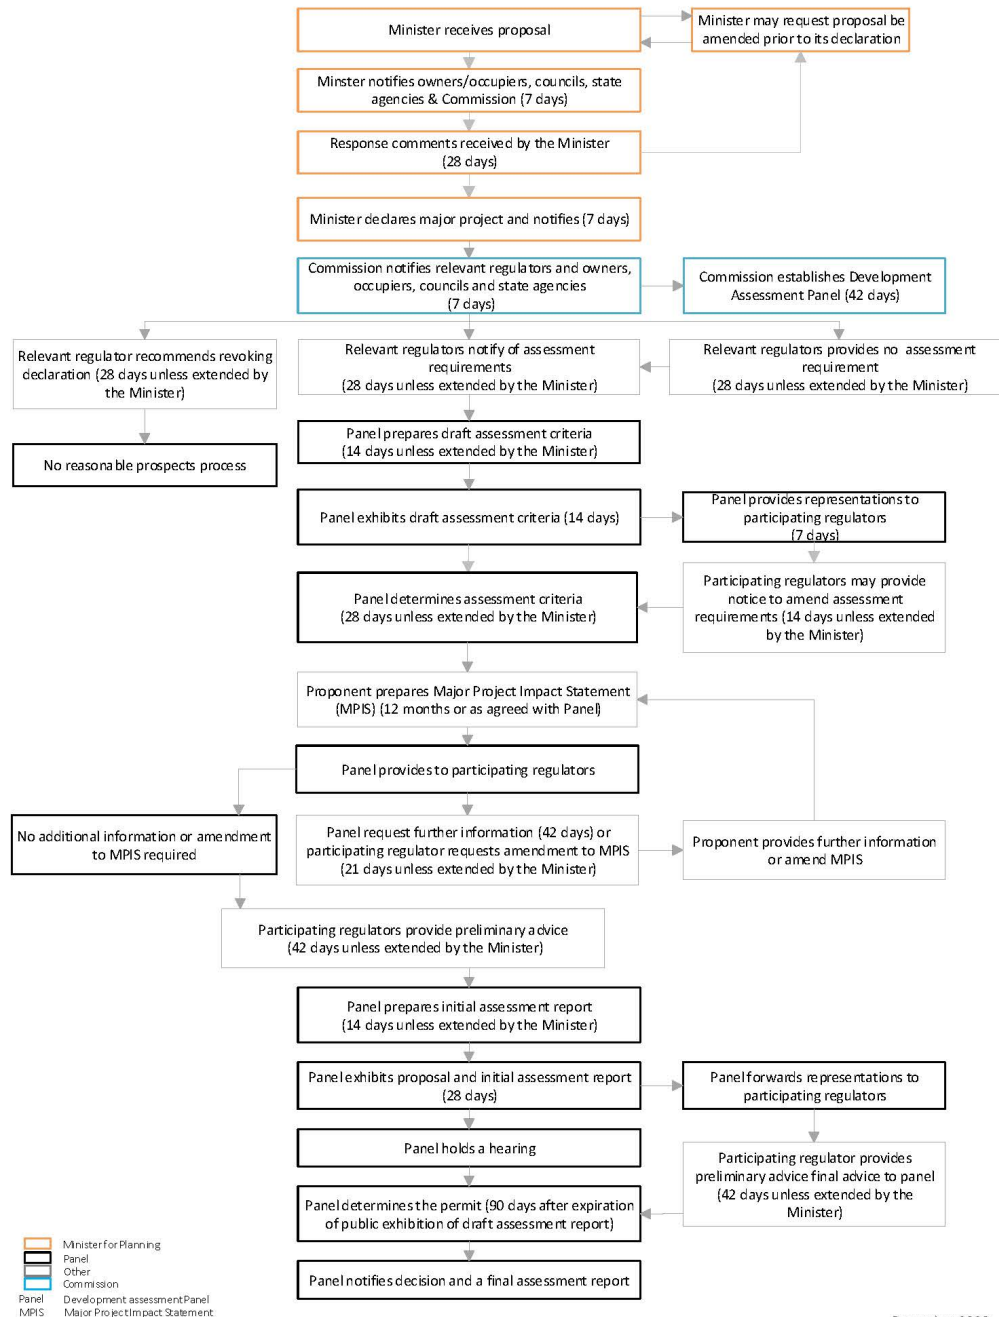 Minister receives proposal
Minister may request proposal be
amended prior to its declaration
Minster notifies owners/occupiers, councils, state
agencies & Commission (7 days)
Response comments received by the Minister
(28 days)
Minister declares major project and notifies (7 days)
Commission notifies relevant regulators and owners,
occupiers, councils and state agencies
(7 days)
Commission establishes Development
Assessment Panel (42 days)
Relevant regulator recommends revoking
declaration (28 days unless extended by
the Minister)
Relevant regulators notify of assessment
requirements
(28 days unless extended by the Minister)
Relevant regulators provides no assessment
requirement
(28 days unless extended by the Minister)
No reasonable prospects process
Panel prepares draft assessment criteria
(14 days unless extended by the Minister)
Panel exhibits draft assessment criteria (14 days)
Panel provides representations to
participating regulators
(7 days)
Panel determines assessment criteria
(28 days unless extended by the Minister)
Participating regulators may provide
notice to amend assessment
requirements (14 days unless extended
by the Minister)
Proponent prepares Major Project Impact Statement
(MPIS) (12 months or as agreed with Panel)
Panel provides to participating regulators
No additional information or amendment
to MPIS required
Panel request further information (42 days) or
participating regulator requests amendment to MPIS
(21 days unless extended by the Minister)
Proponent provides further information
or amend MPIS
Participating regulators provide preliminary advice
(42 days unless extended by the Minister)
Panel prepares initial assessment report
(14 days unless extended by the Minister)
Panel exhibits proposal and initial assessment report
(28 days)
Panel forwards representations to
participating regulators
Panel holds a hearing
Participating regulator provides
preliminary advice final advice to panel
(42 days unless extended by the
Minister)
Panel determines the permit (90 days after expiration
of public exhibition of draft assessment report)
Panel notifies decision and a final assessment report
Minister for Planning
Panel
Other
Commission
Panel Development assessment Panel
MPIS Major Project Impact Statement